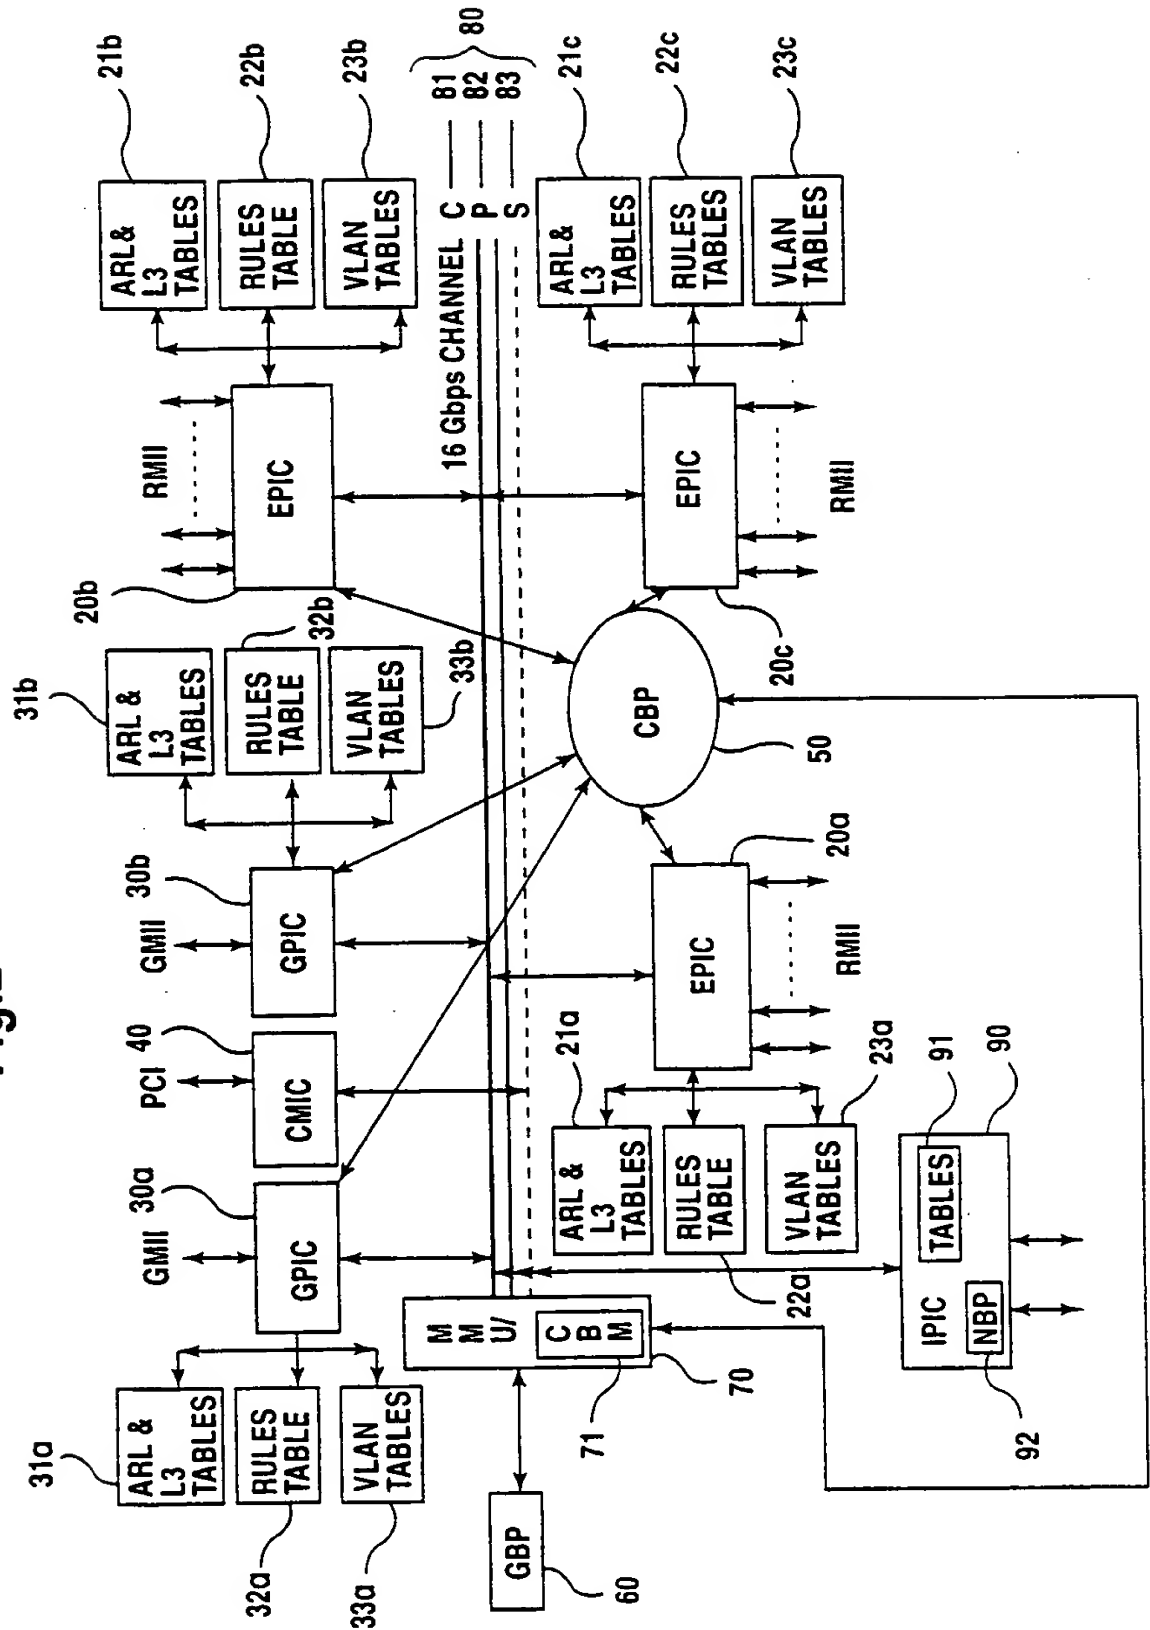 31a
ARL &
L3
TABLES
32a
RULES
TABLE
33a
VLAN
TABLES
GMII
30a
GPIC
PCI
40
CMIC
GMII
30b
GPIC
31b
ARL &
L3
TABLES
32b
RULES
TABLE
33b
VLAN
TABLES
20b
RMII
EPIC
21b
ARL &
L3
TABLES
22b
RULES
TABLE
23b
VLAN
TABLES
16 Gbps CHANNEL
C
P
S
81
82
83
80
GBP
60
M
M
U/
C
B
M
71
70
21a
ARL &
L3
TABLES
22a
RULES
TABLE
23a
VLAN
TABLES
EPIC
20a
RMII
CBP
50
EPIC
20c
RMII
21c
ARL &
L3
TABLES
22c
RULES
TABLES
23c
VLAN
TABLES
IPIC
TABLES
91
90
NBP
92